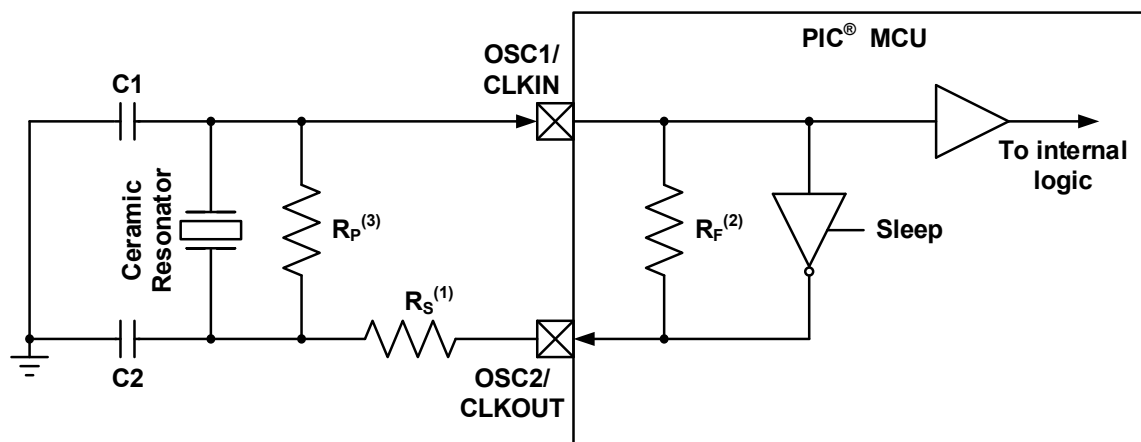 PIC® MCU
OSC1/
CLKIN
C1
To internal
logic
Ceramic
Resonator
RP(3)
RF(2)
Sleep
RS(1)
C2
OSC2/
CLKOUT